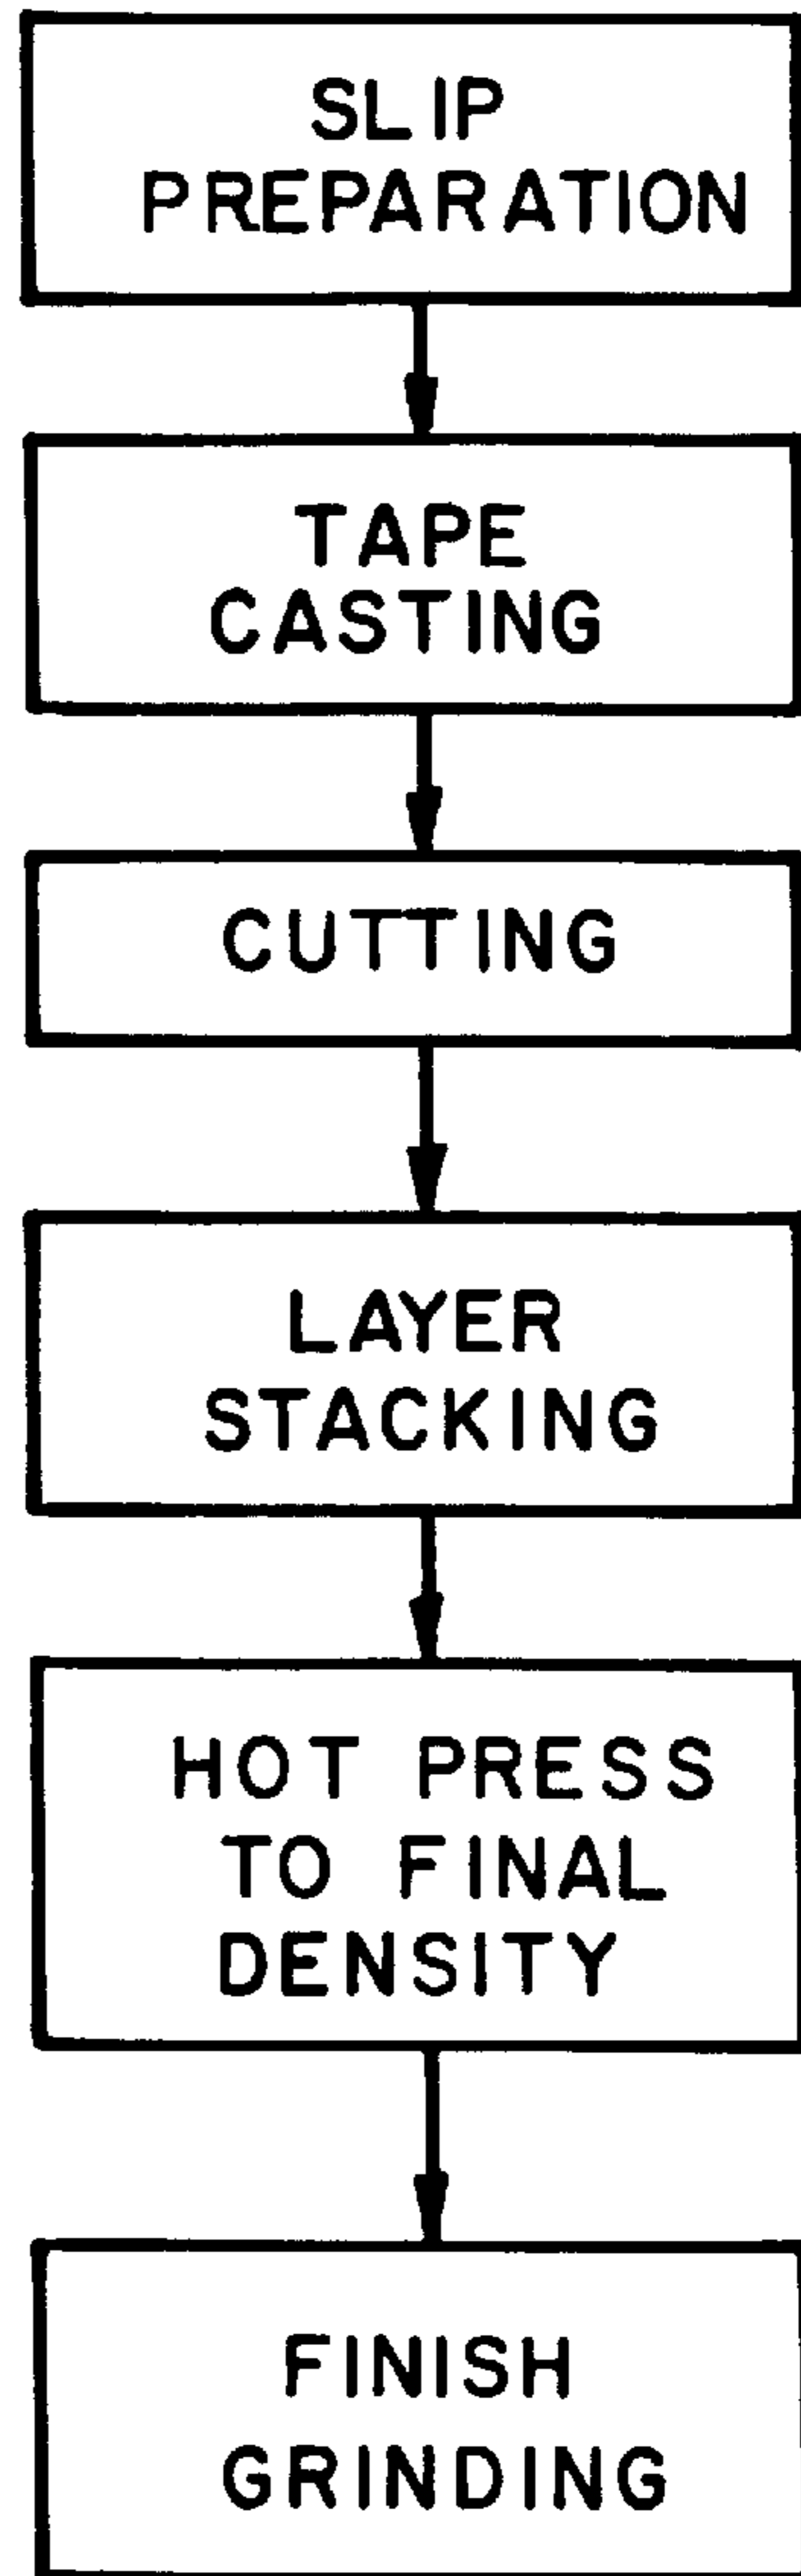 SLIP
PREPARATION
TAPE
CASTING
CUTTING
LAYER
STACKING
HOT PRESS
TO FINAL
DENSITY
FINISH
GRINDING